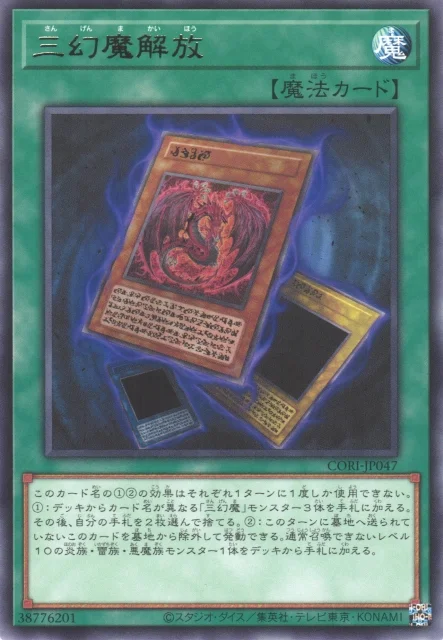 三幻魔解放
【魔法カード】
魔
CORI-JP047
このカード名の①②の効果はそれぞれ1ターンに1度しか使用できない。
①:デッキからカード名が異なる「三幻魔」モンスター3体を手札に加える。
その後、自分の手札を2枚選んで捨てる。②:このターンに墓地へ送られて
いないこのカードを墓地から除外して発動できる。通常召喚できないレベル
10の炎族・雷族・悪魔族モンスター1体をデッキから手札に加える。
38776201
©スタジオ・ダイス/集英社・テレビ東京・KONAMI